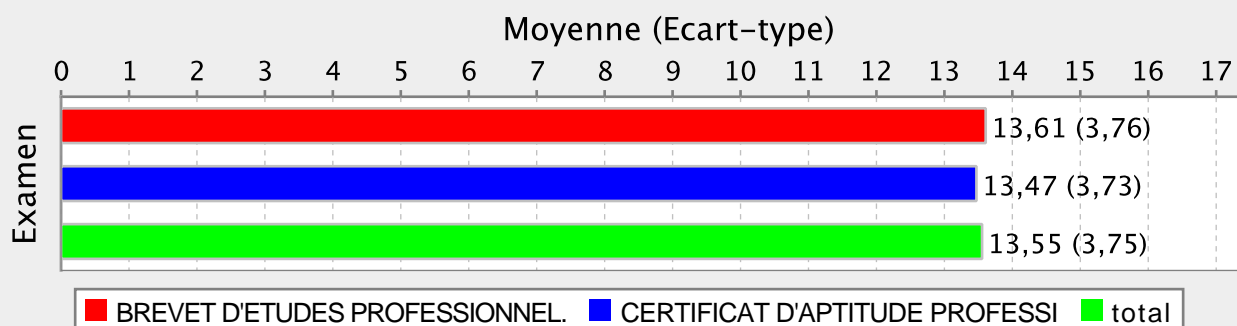 Moyenne (Ecart-type)
0 1 2 3 4 5 6 7 8 9 10 11 12 13 14 15 16 17
Examen
13,61 (3,76)
13,47 (3,73)
13,55 (3,75)
BREVET D'ETUDES PROFESSIONNEL. CERTIFICAT D'APTITUDE PROFESSI total